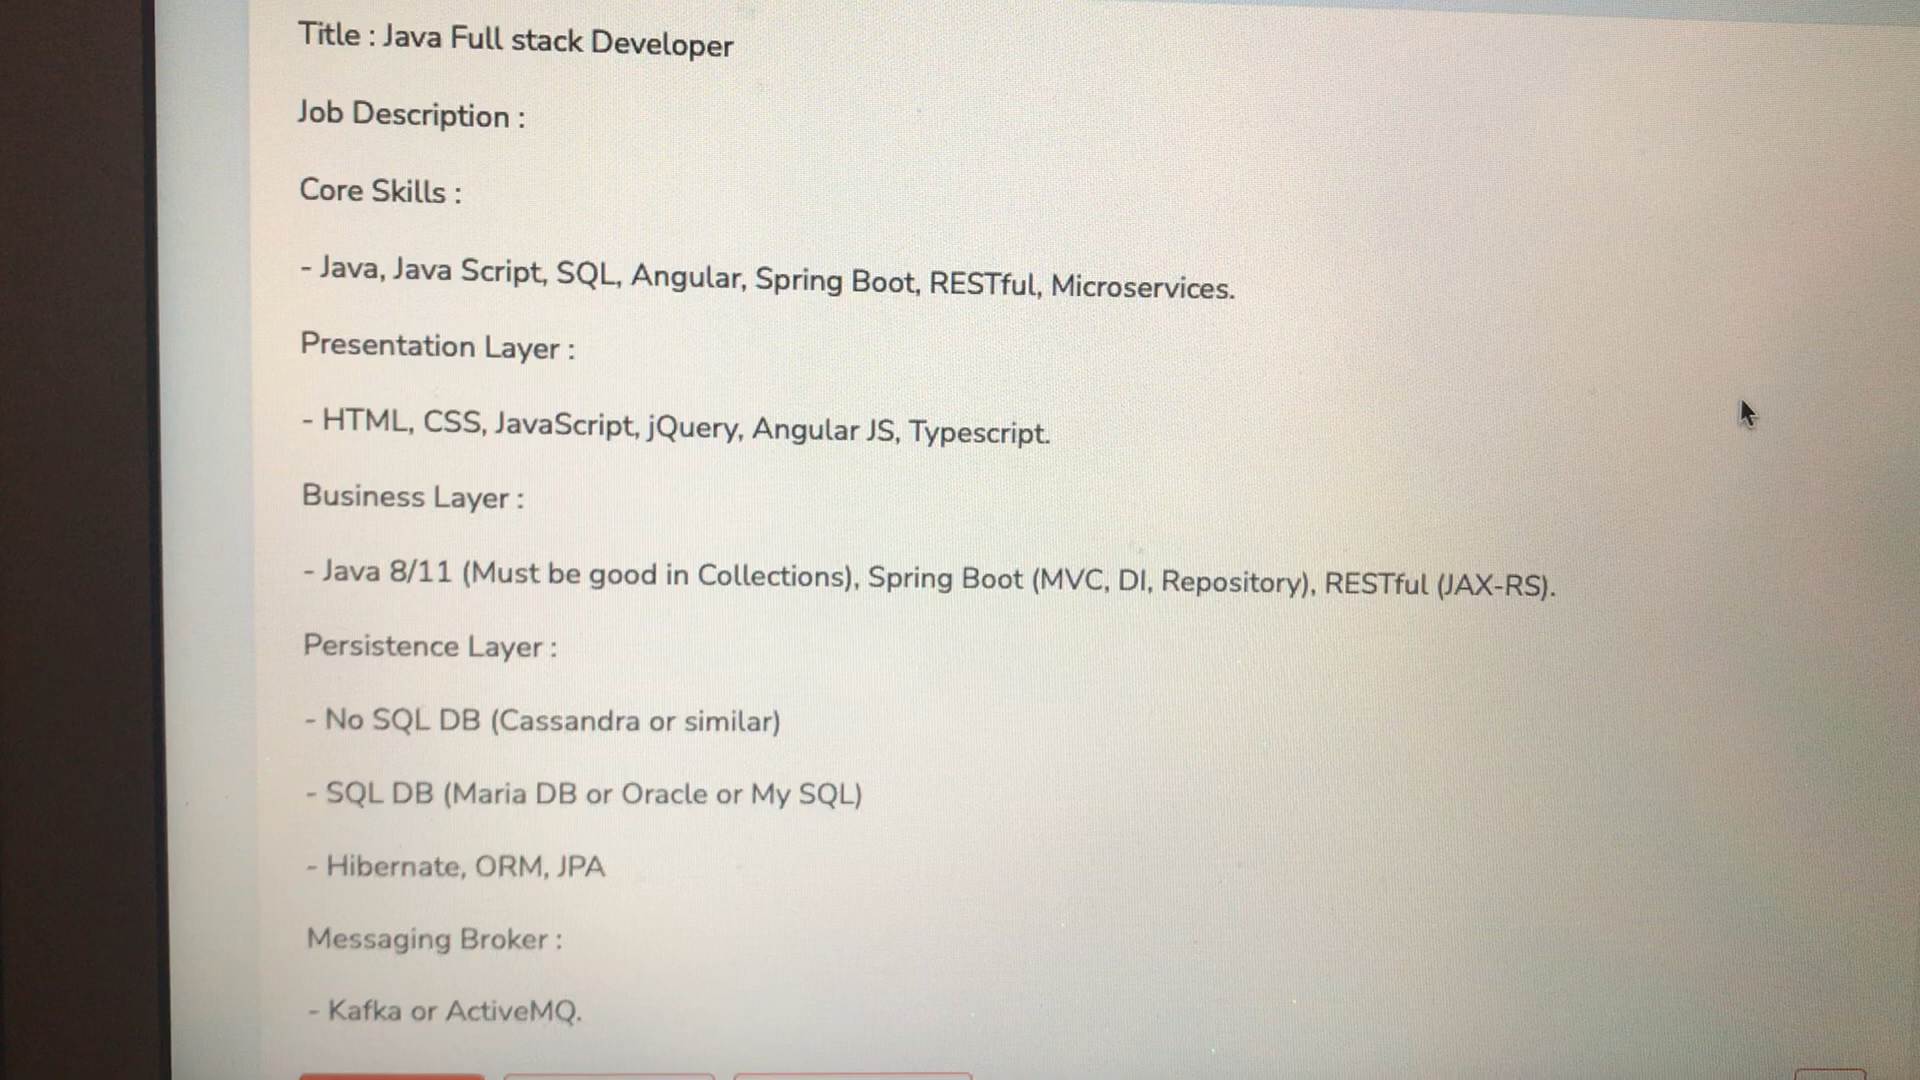 Title : Java Full stack Developer
Job Description :
Core Skills :
- Java, Java Script, SQL, Angular, Spring Boot, RESTful, Microservices.
Presentation Layer :
- HTML, CSS, JavaScript, jQuery, Angular JS, Typescript.
Business Layer :
- Java 8/11 (Must be good in Collections), Spring Boot (MVC, DI, Repository), RESTful (JAX-RS).
Persistence Layer :
- No SQL DB (Cassandra or similar)
- SQL DB (Maria DB or Oracle or My SQL)
- Hibernate, ORM, JPA
Messaging Broker :
- Kafka or ActiveMQ.